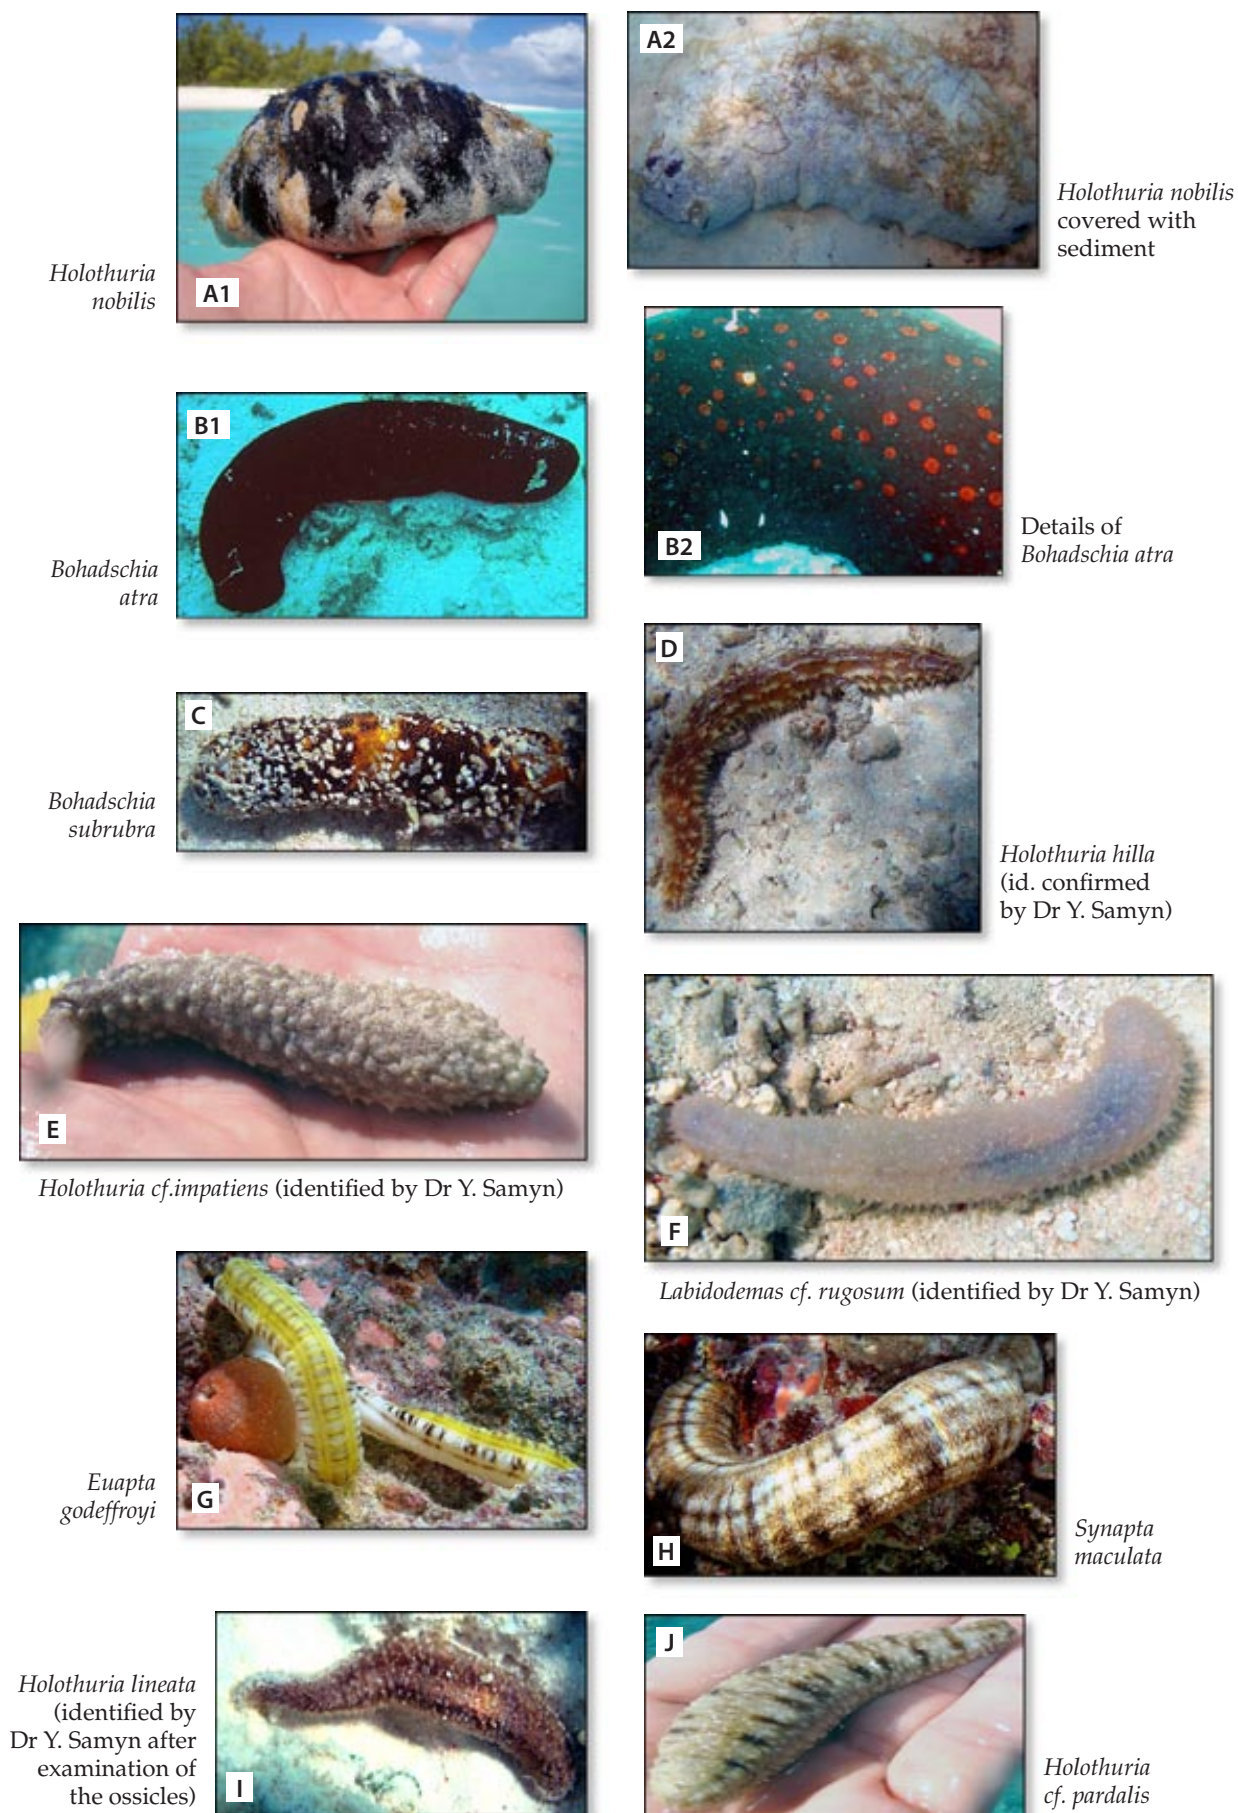 A1
Holothuria
nobilis
A2
Holothuria nobilis
covered with
sediment
B1
Bohadschia
atra
B2
Details of
Bohadschia atra
C
Bohadschia
subrubra
D
Holothuria hilla
(id. confirmed
by Dr Y. Samyn)
E
Holothuria cf.impatiens (identified by Dr Y. Samyn)
F
Labidodemas cf. rugosum (identified by Dr Y. Samyn)
G
Euapta
godeffroyi
H
Synapta
maculata
I
Holothuria lineata
(identified by
Dr Y. Samyn after
examination of
the ossicles)
J
Holothuria
cf. pardalis